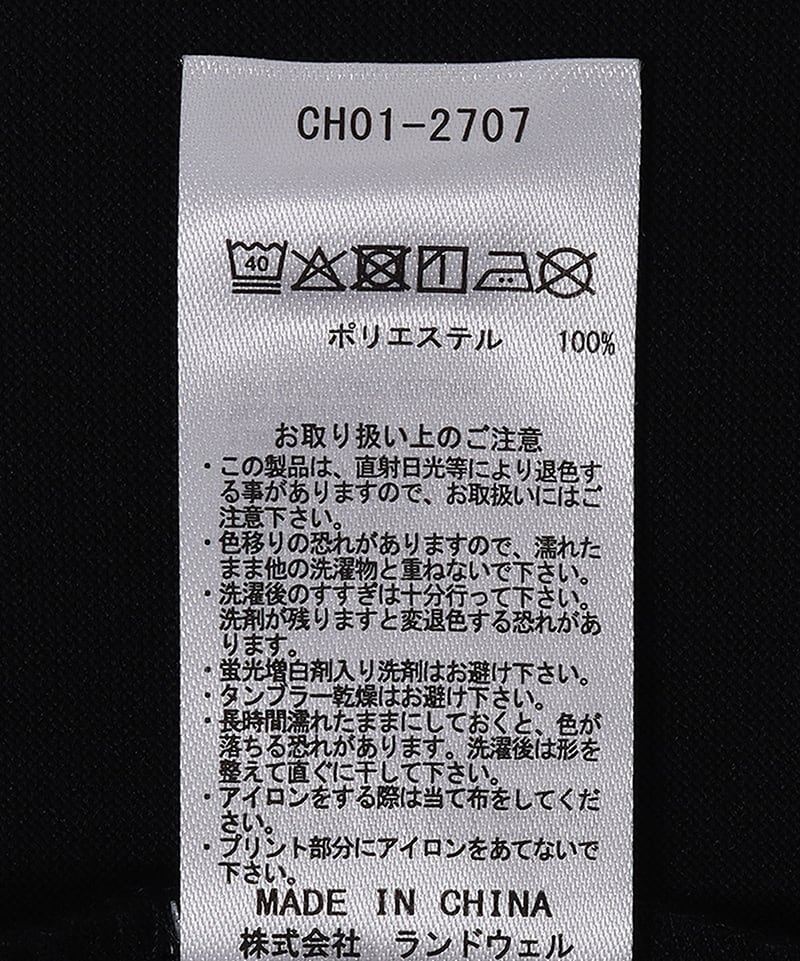 CH01-2707
40
ポリエステル 100%
お取り扱い上のご注意
・この製品は、直射日光等により退色す
る事がありますので、お取扱いにはご
注意下さい。
・色移りの恐れがありますので、濡れた
まま他の洗濯物と重ねないで下さい。
・洗濯後のすすぎは十分行って下さい。
洗剤が残りますと変退色する恐れがあ
ります。
・蛍光増白剤入り洗剤はお避け下さい。
・タンブラー乾燥はお避け下さい。
・長時間濡れたままにしておくと、色が
落ちる恐れがあります。洗濯後は形を
整えて直ぐに干して下さい。
・アイロンをする際は当て布をしてくだ
さい。
・プリント部分にアイロンをあてないで
下さい。
MADE IN CHINA
株式会社 ランドウェル